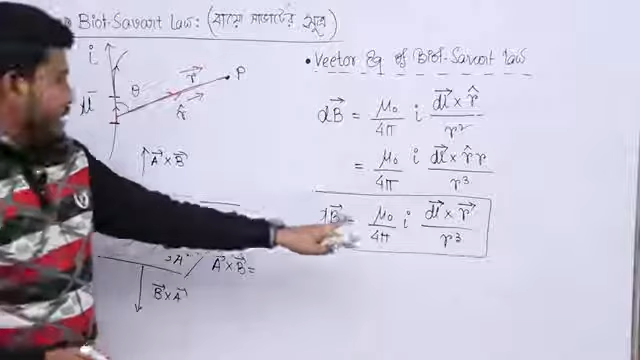 Biot-Savart Law: (বায়ো সাভার্টের সূত্র)
i
θ
r⃗
P
dl⃗
r̂
A⃗ × B⃗
A⃗ × B⃗ =
B⃗ × A⃗
• Vector Eq of Biot-Savart law
dB⃗ = μ₀/4π i dl⃗ × r̂/r²
= μ₀/4π i dl⃗ × r̂ r/r³
dB⃗ = μ₀/4π i dl⃗ × r⃗/r³